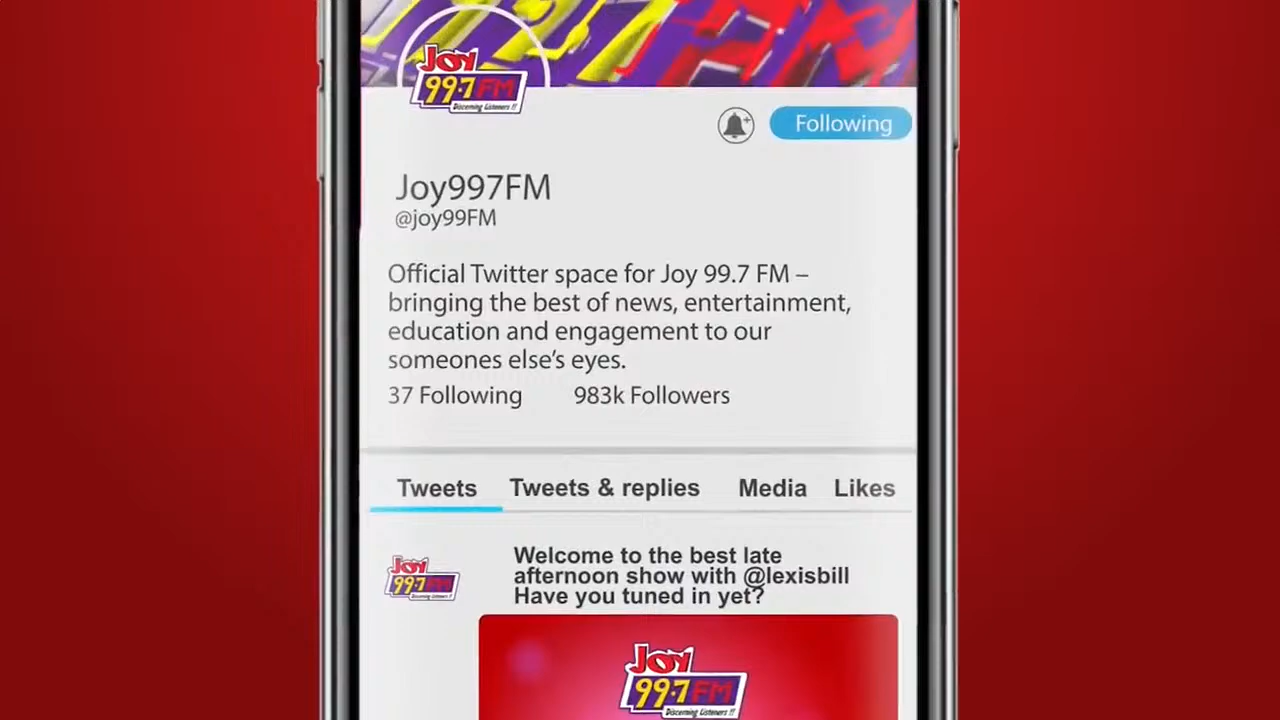 99.7 FM
JOY
99.7 FM
Discerning Listeners !!
Following
Joy997FM
@joy99FM
Official Twitter space for Joy 99.7 FM –
bringing the best of news, entertainment,
education and engagement to our
someones else’s eyes.
37 Following 983k Followers
Tweets Tweets & replies Media Likes
JOY
99.7 FM
Discerning Listeners !!
Welcome to the best late
afternoon show with @lexisbill
Have you tuned in yet?
JOY
99.7 FM
Discerning Listeners !!